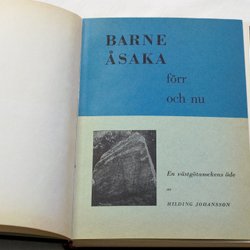 BARNE
ÅSAKA
förr
och nu
En västgötasockens öde
av
HILDING JOHANSSON